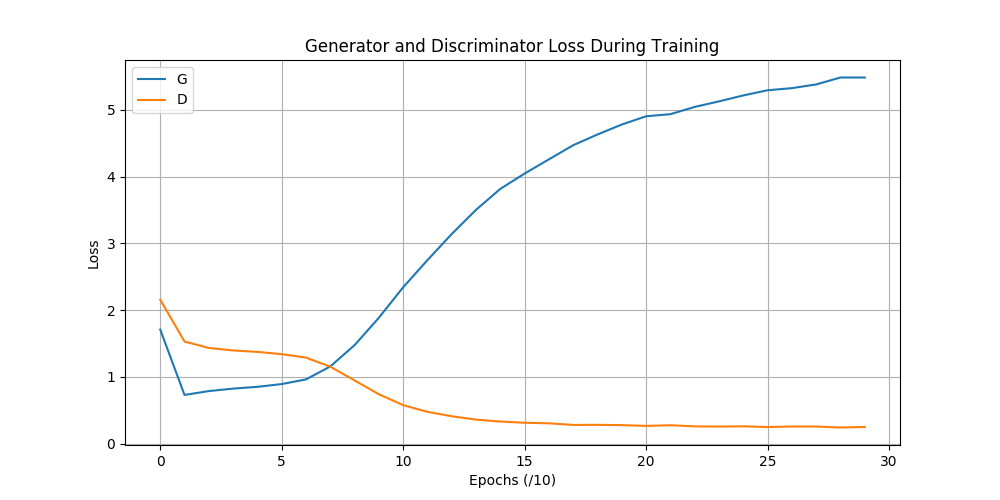 Generator and Discriminator Loss During Training
G
D
Loss
5
4
3
2
1
0
0 5 10 15 20 25 30
Epochs (/10)